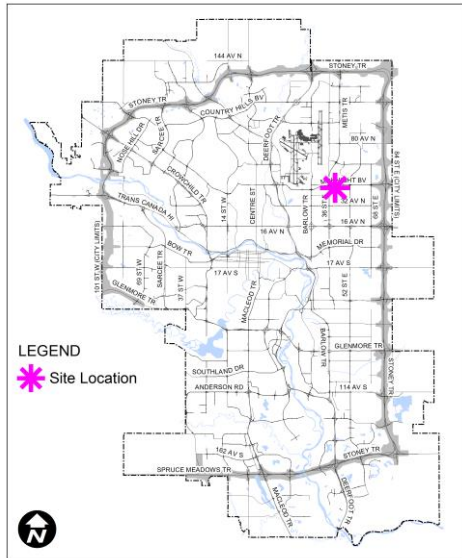 144 AV N
STONEY TR
STONEY TR
COUNTRY HILLS BV
METIS TR
NOSE HILL DR
SARCEE TR
DEERFOOT TR
80 AV N
CROWCHILD TR
84 ST E (CITY LIMITS)
TRANS CANADA HI
14 ST W
CENTRE ST
BARLOW TR
36 ST
68 ST E
16 AV N
16 AV N
101 ST W (CITY LIMITS)
BOW TR
MEMORIAL DR
69 ST W
SARCEE TR
17 AV S
17 AV S
37 ST W
MACLEOD TR
52 ST E
GLENMORE TR
BARLOW TR
GLENMORE TR
LEGEND
Site Location
SOUTHLAND DR
ANDERSON RD
114 AV S
STONEY TR
162 AV S
STONEY TR
SPRUCE MEADOWS TR
MACLEOD TR
DEERFOOT TR
N